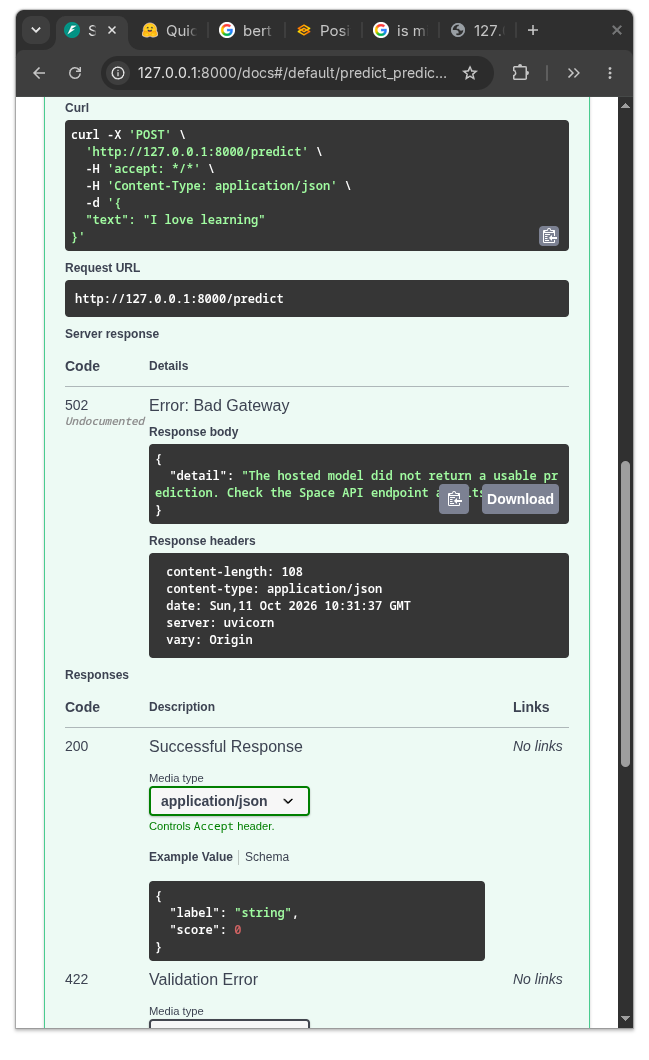 S
Quic
bert
Posi
is m
127.
127.0.0.1:8000/docs#/default/predict_predic...
Curl
curl -X 'POST' \
'http://127.0.0.1:8000/predict' \
-H 'accept: */*' \
-H 'Content-Type: application/json' \
-d '{
"text": "I love learning"
}'
Request URL
http://127.0.0.1:8000/predict
Server response
Code Details
502 Error: Bad Gateway
Undocumented
Response body
{
"detail": "The hosted model did not return a usable pr
ediction. Check the Space API endpoint
Download
}
Response headers
content-length: 108
content-type: application/json
date: Sun,11 Oct 2026 10:31:37 GMT
server: uvicorn
vary: Origin
Responses
Code Description Links
200 Successful Response No links
Media type
application/json
Controls Accept header.
Example Value Schema
{
"label": "string",
"score": 0
}
422 Validation Error No links
Media type